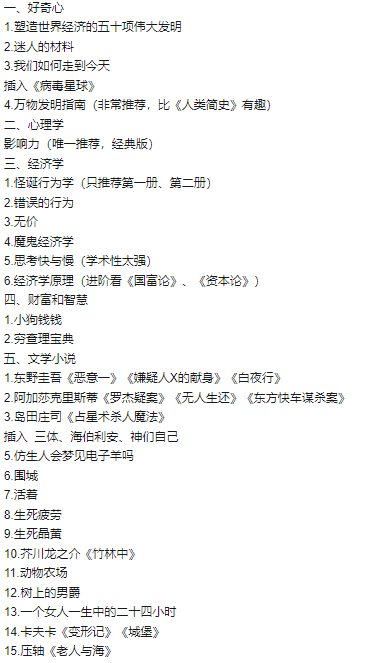 一、好奇心
1.塑造世界经济的五十项伟大发明
2.迷人的材料
3.我们如何走到今天
插入《病毒星球》
4.万物发明指南（非常推荐，比《人类简史》有趣）
二、心理学
影响力（唯一推荐，经典版）
三、经济学
1.怪诞行为学（只推荐第一册、第二册）
2.错误的行为
3.无价
4.魔鬼经济学
5.思考快与慢（学术性太强）
6.经济学原理（进阶看《国富论》、《资本论》）
四、财富和智慧
1.小狗钱钱
2.穷查理宝典
五、文学小说
1.东野圭吾《恶意一》《嫌疑人X的献身》《白夜行》
2.阿加莎克里斯蒂《罗杰疑案》《无人生还》《东方快车谋杀案》
3.岛田庄司《占星术杀人魔法》
插入 三体、海伯利安、神们自己
5.仿生人会梦见电子羊吗
6.围城
7.活着
8.生死疲劳
9.生死晶黄
10.芥川龙之介《竹林中》
11.动物农场
12.树上的男爵
13.一个女人一生中的二十四小时
14.卡夫卡《变形记》《城堡》
15.压轴《老人与海》